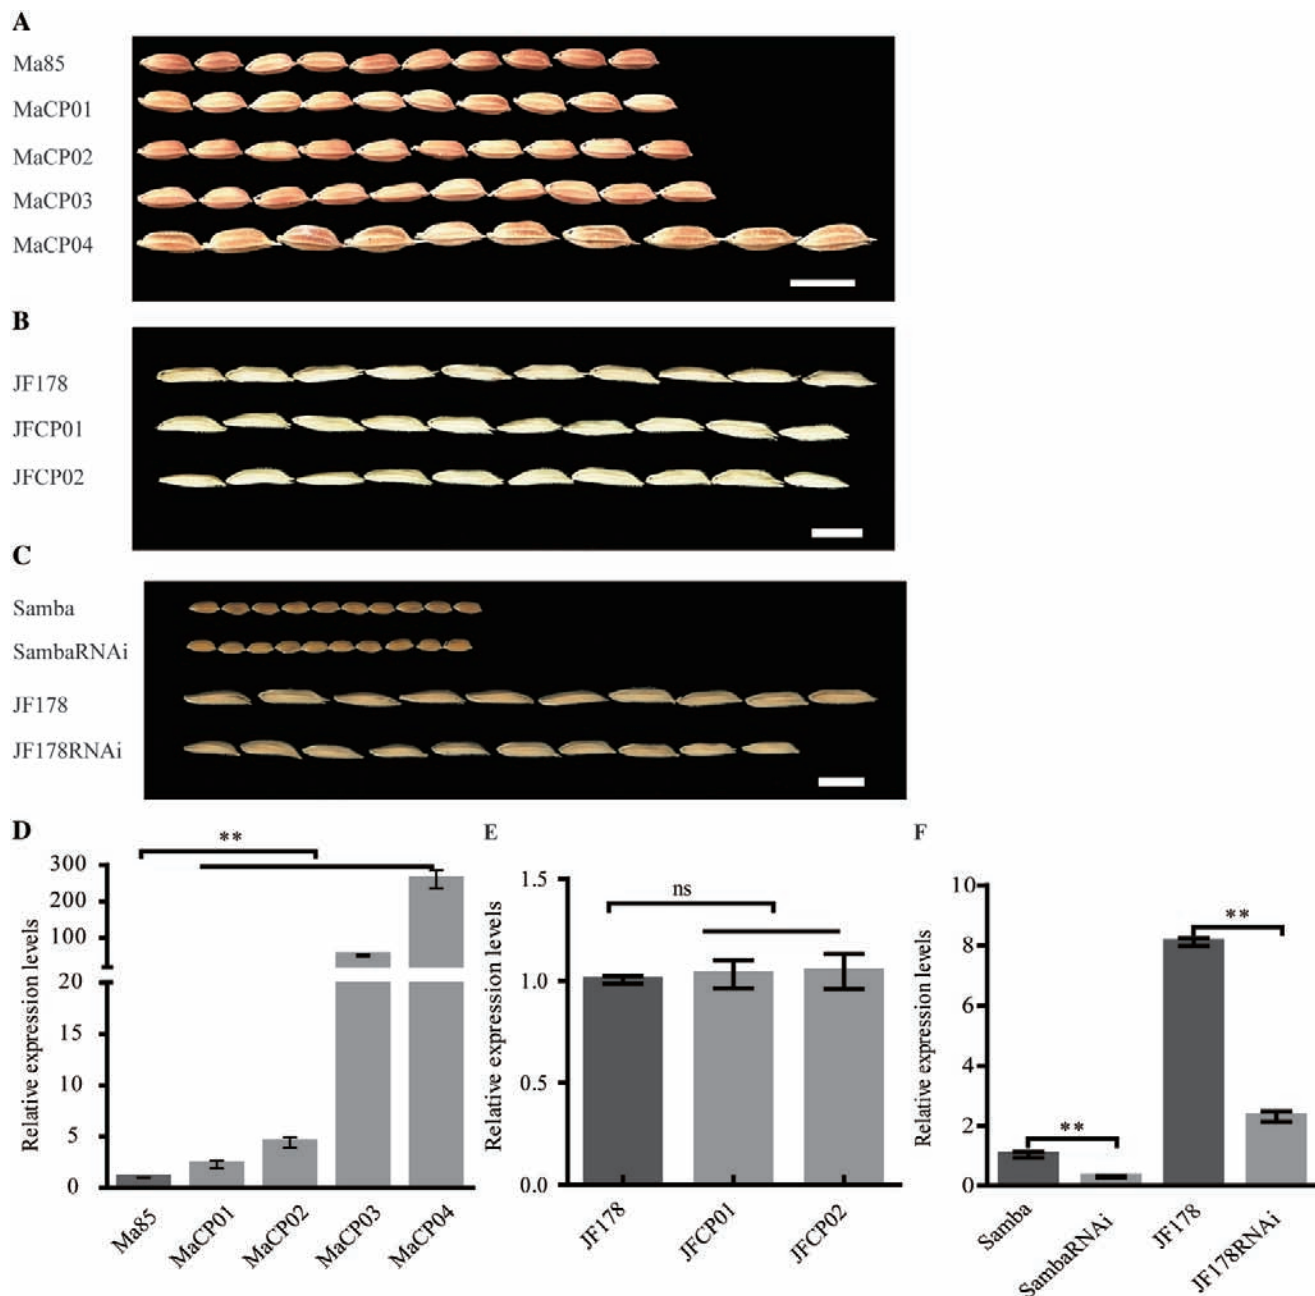 A
Ma85
MaCP01
MaCP02
MaCP03
MaCP04
B
JF178
JFCP01
JFCP02
C
Samba
SambaRNAi
JF178
JF178RNAi
D
**
Relative expression levels
300
200
100
20
15
10
5
0
Ma85
MaCP01
MaCP02
MaCP03
MaCP04
E
ns
Relative expression levels
1.5
1.0
0.5
0.0
JF178
JFCP01
JFCP02
F
**
**
Relative expression levels
10
8
6
4
2
0
Samba
SambaRNAi
JF178
JF178RNAi